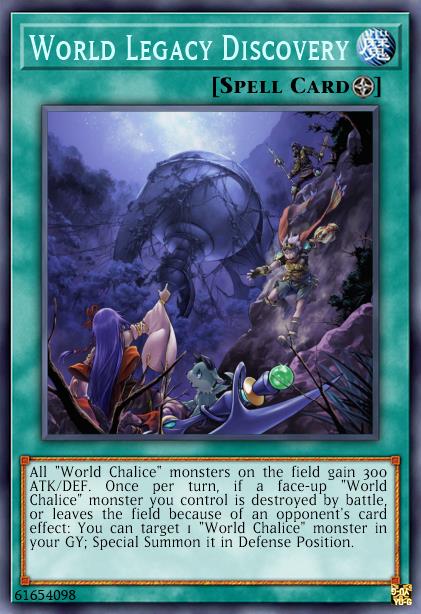 World Legacy Discovery
魔
[Spell Card]
All "World Chalice" monsters on the field gain 300
ATK/DEF. Once per turn, if a face-up "World
Chalice" monster you control is destroyed by battle,
or leaves the field because of an opponent's card
effect: You can target 1 "World Chalice" monster in
your GY; Special Summon it in Defense Position.
61654098